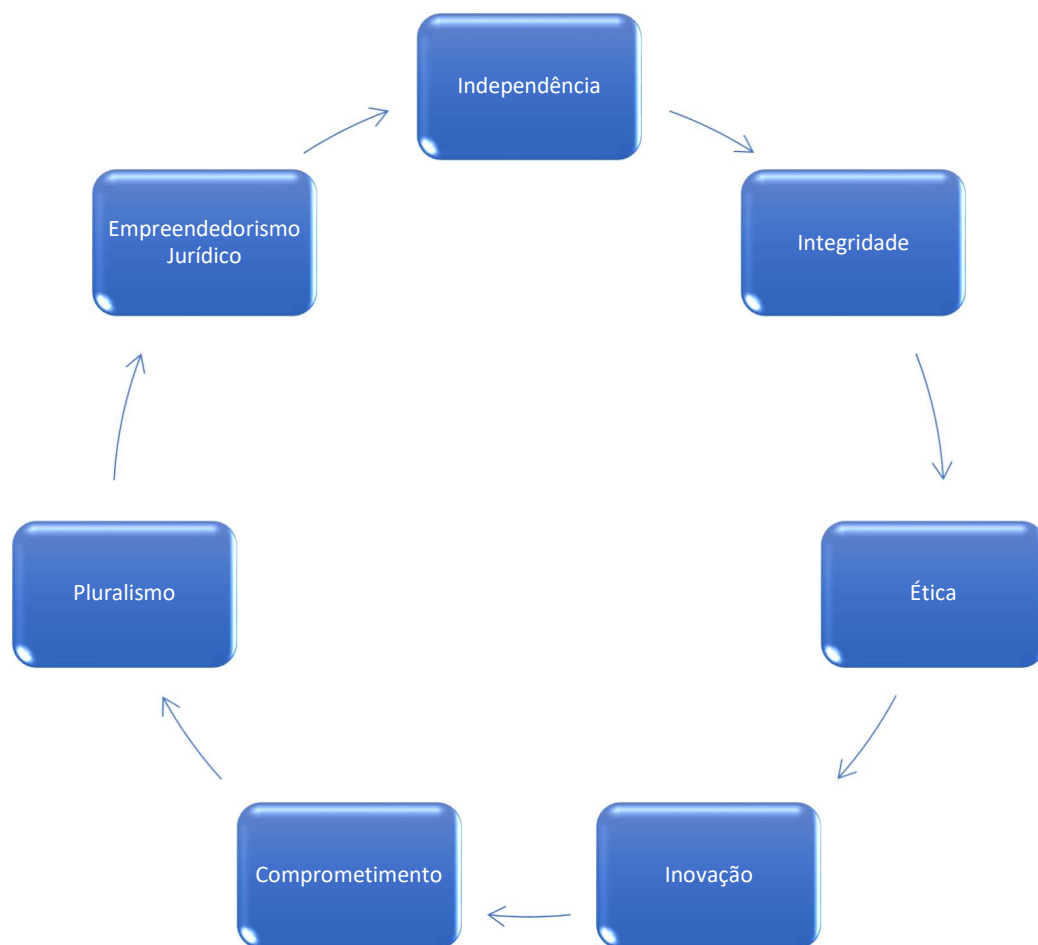 Independência
Integridade
Ética
Inovação
Comprometimento
Pluralismo
Empreendedorismo
Jurídico